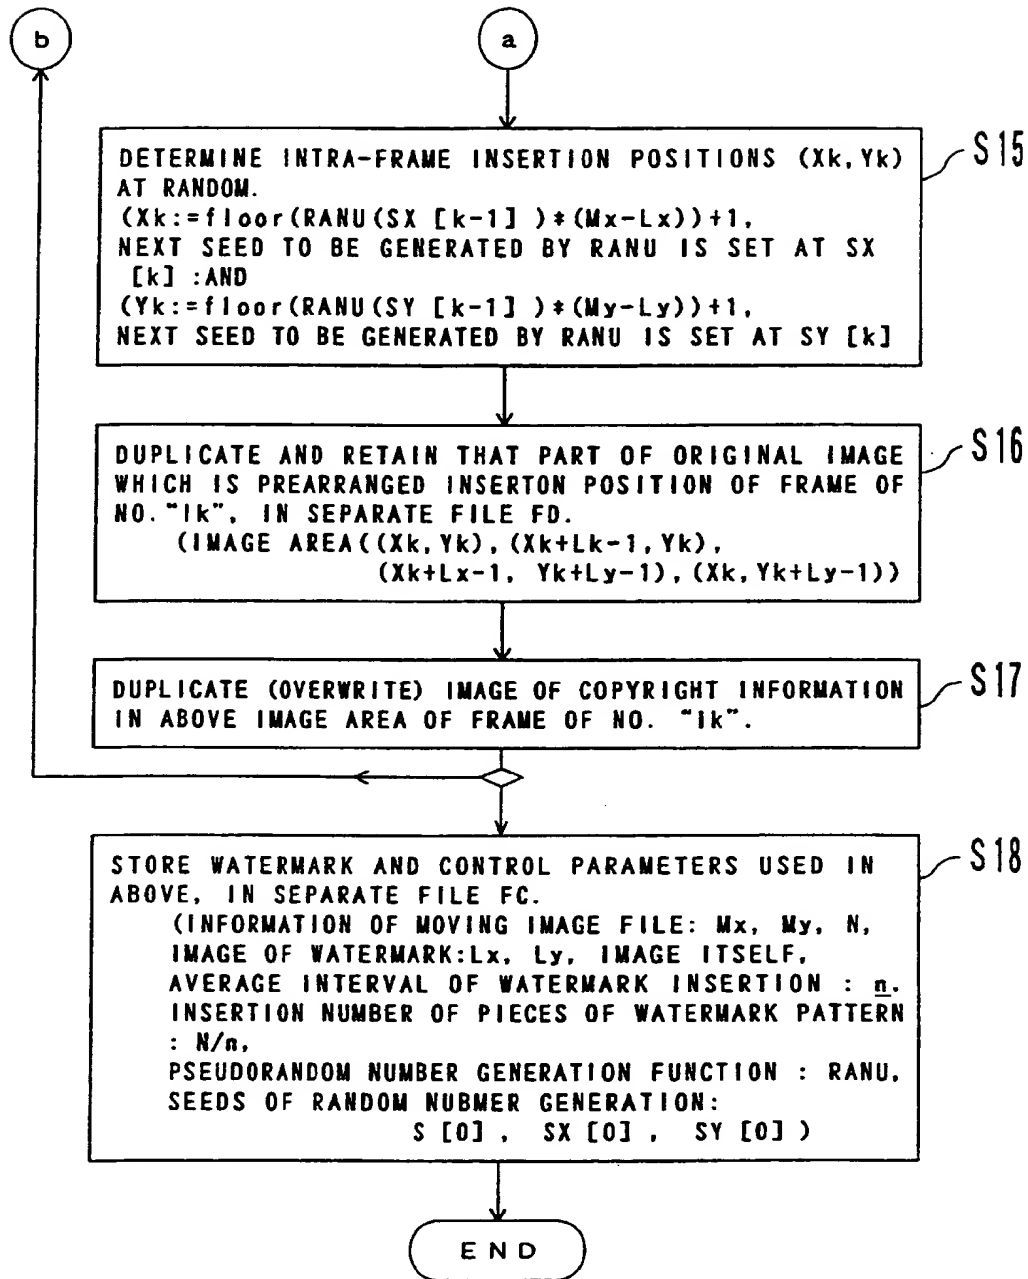 b
a
S15
DETERMINE INTRA-FRAME INSERTION POSITIONS (Xk,Yk)
AT RANDOM.
(Xk:=floor(RANU(SX [k-1] )*(Mx-Lx))+1,
NEXT SEED TO BE GENERATED BY RANU IS SET AT SX
[k] :AND
(Yk:=floor(RANU(SY [k-1] )*(My-Ly))+1,
NEXT SEED TO BE GENERATED BY RANU IS SET AT SY [k]
S16
DUPLICATE AND RETAIN THAT PART OF ORIGINAL IMAGE
WHICH IS PREARRANGED INSERTON POSITION OF FRAME OF
NO."Ik", IN SEPARATE FILE FD.
(IMAGE AREA((Xk,Yk),(Xk+Lk-1,Yk),
(Xk+Lx-1, Yk+Ly-1),(Xk,Yk+Ly-1))
S17
DUPLICATE (OVERWRITE) IMAGE OF COPYRIGHT INFORMATION
IN ABOVE IMAGE AREA OF FRAME OF NO. "Ik".
S18
STORE WATERMARK AND CONTROL PARAMETERS USED IN
ABOVE, IN SEPARATE FILE FC.
(INFORMATION OF MOVING IMAGE FILE: Mx, My, N,
IMAGE OF WATERMARK:Lx, Ly, IMAGE ITSELF,
AVERAGE INTERVAL OF WATERMARK INSERTION : n.
INSERTION NUMBER OF PIECES OF WATERMARK PATTERN
: N/n,
PSEUDORANDOM NUMBER GENERATION FUNCTION : RANU,
SEEDS OF RANDOM NUBMER GENERATION:
S [0] , SX [0] , SY [0] )
END